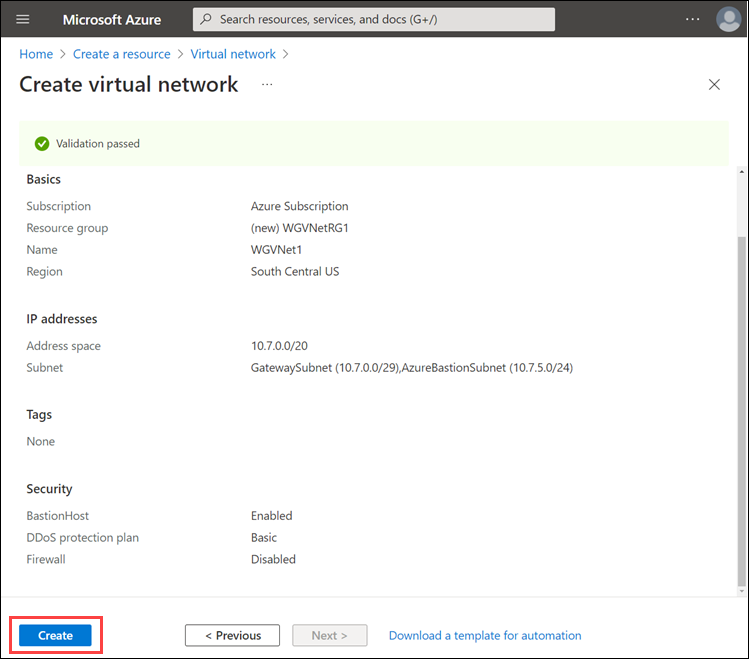 Microsoft Azure
Search resources, services, and docs (G+/)
...
Home > Create a resource > Virtual network >
Create virtual network ...
Validation passed
Basics
Subscription Azure Subscription
Resource group (new) WGVNetRG1
Name WGVNet1
Region South Central US
IP addresses
Address space 10.7.0.0/20
Subnet GatewaySubnet (10.7.0.0/29),AzureBastionSubnet (10.7.5.0/24)
Tags
None
Security
BastionHost Enabled
DDoS protection plan Basic
Firewall Disabled
Create < Previous Next > Download a template for automation